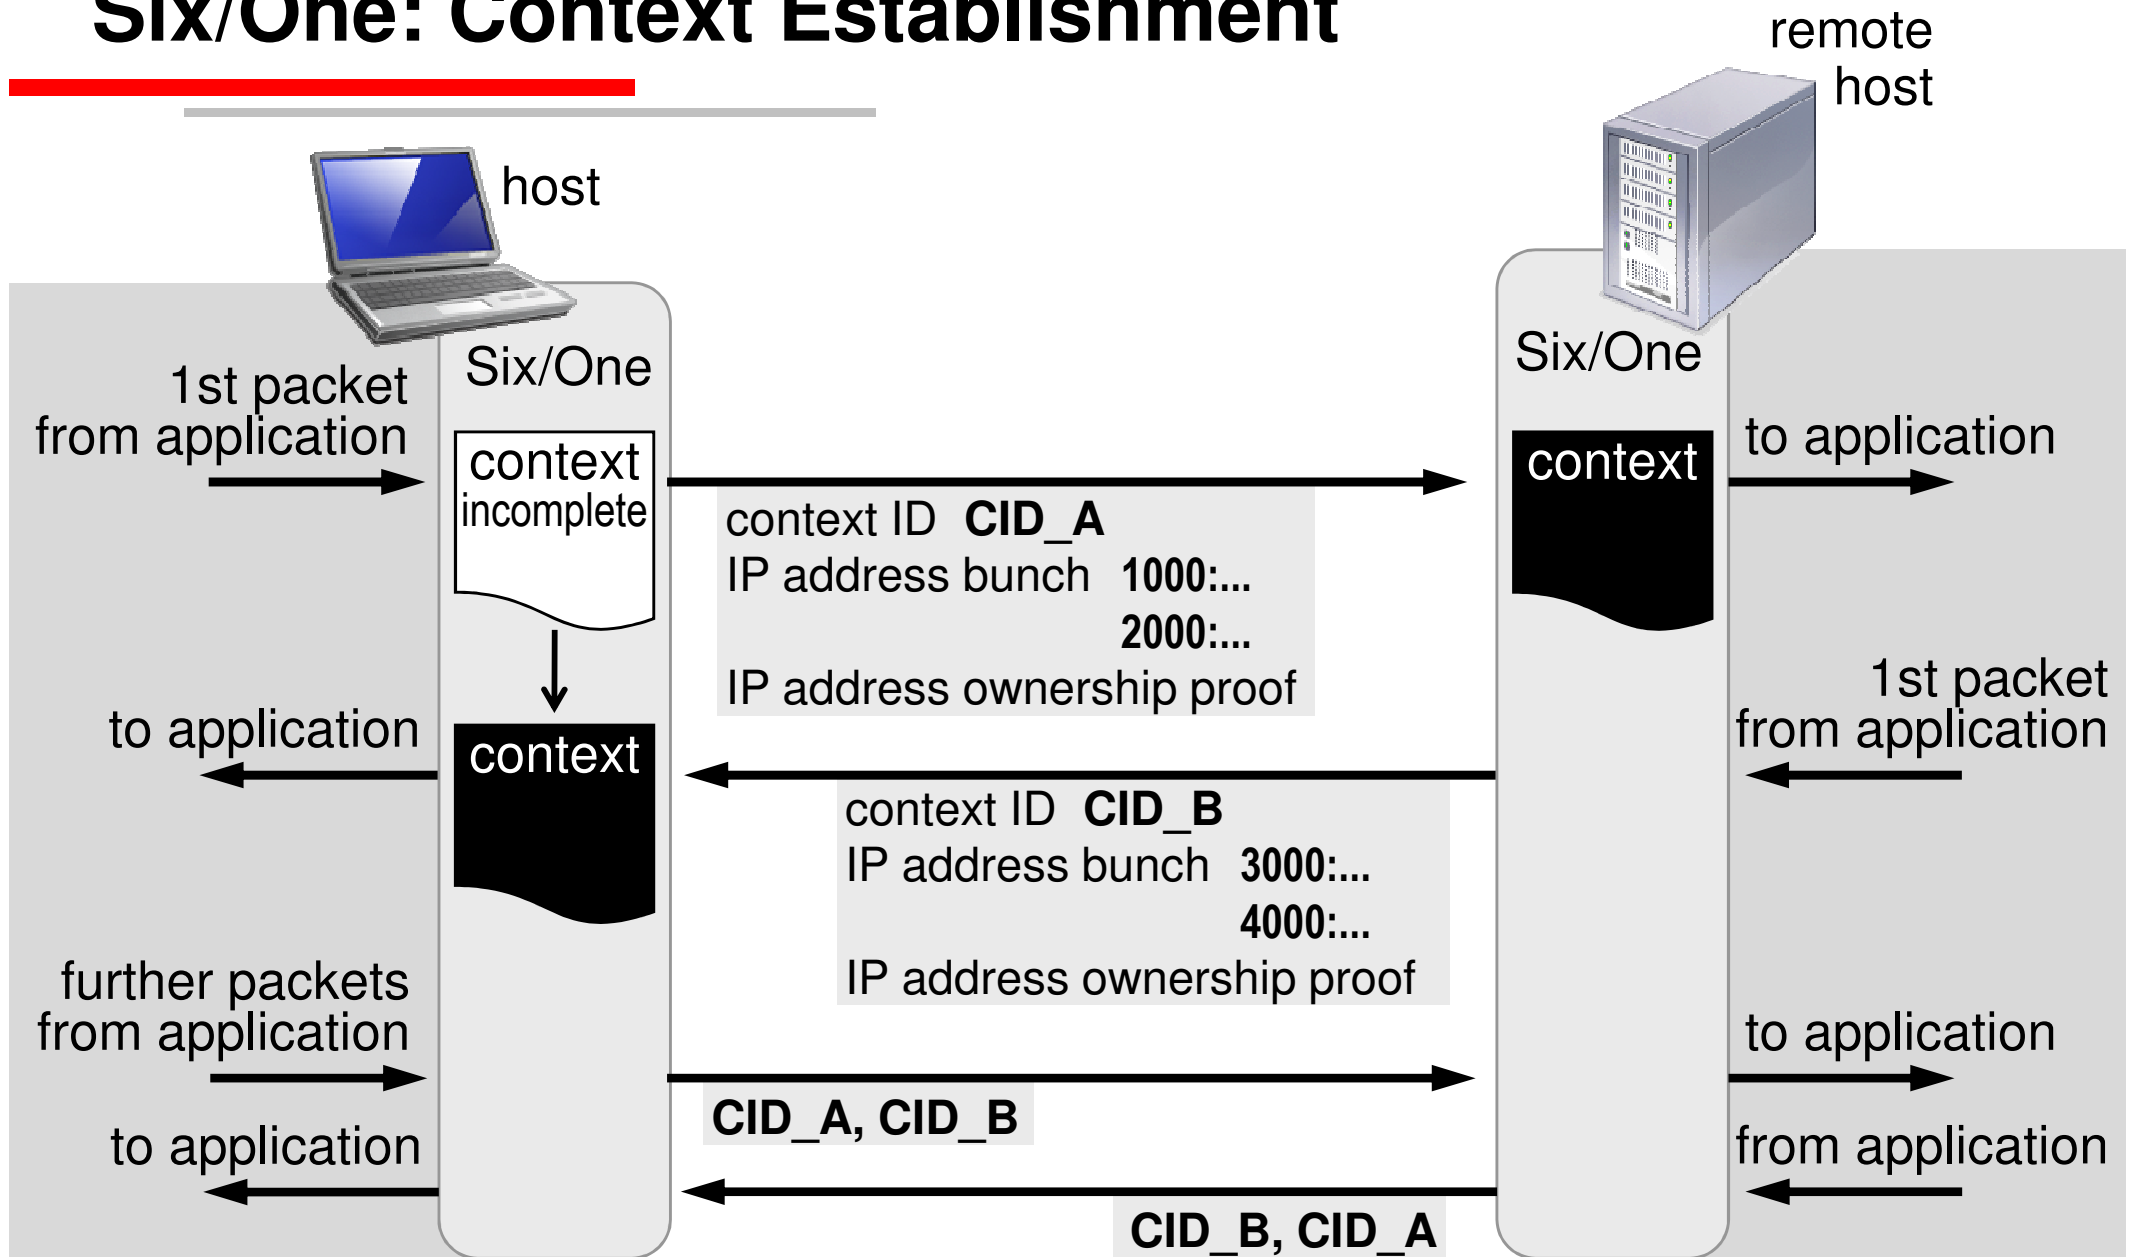 Six/One: Context Establishment
remote
host
host
Six/One
Six/One
1st packet
from application
context
incomplete
context ID CID_A
IP address bunch 1000:...
2000:...
IP address ownership proof
context
to application
1st packet
from application
to application
context
context ID CID_B
IP address bunch 3000:...
4000:...
IP address ownership proof
further packets
from application
to application
CID_A, CID_B
to application
from application
CID_B, CID_A